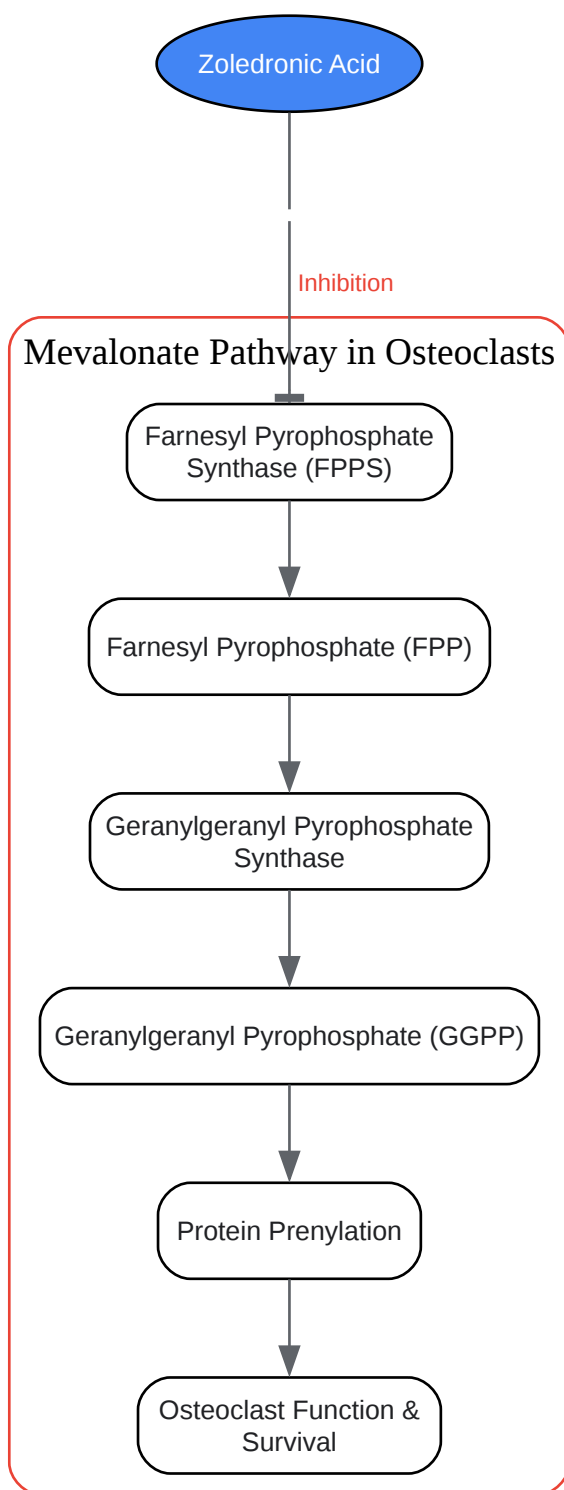 Zoledronic Acid
Inhibition
Mevalonate Pathway in Osteoclasts
Farnesyl Pyrophosphate
Synthase (FPPS)
Farnesyl Pyrophosphate (FPP)
Geranylgeranyl Pyrophosphate
Synthase
Geranylgeranyl Pyrophosphate (GGPP)
Protein Prenylation
Osteoclast Function &
Survival